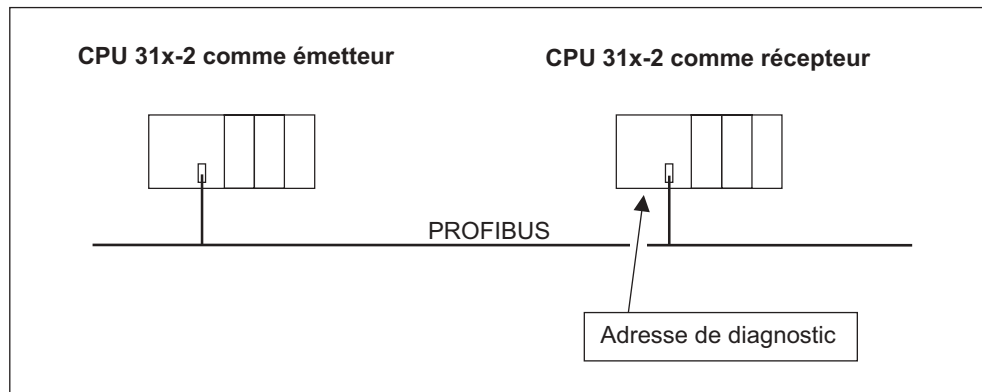 CPU 31x-2 comme émetteur
CPU 31x-2 comme récepteur
PROFIBUS
Adresse de diagnostic